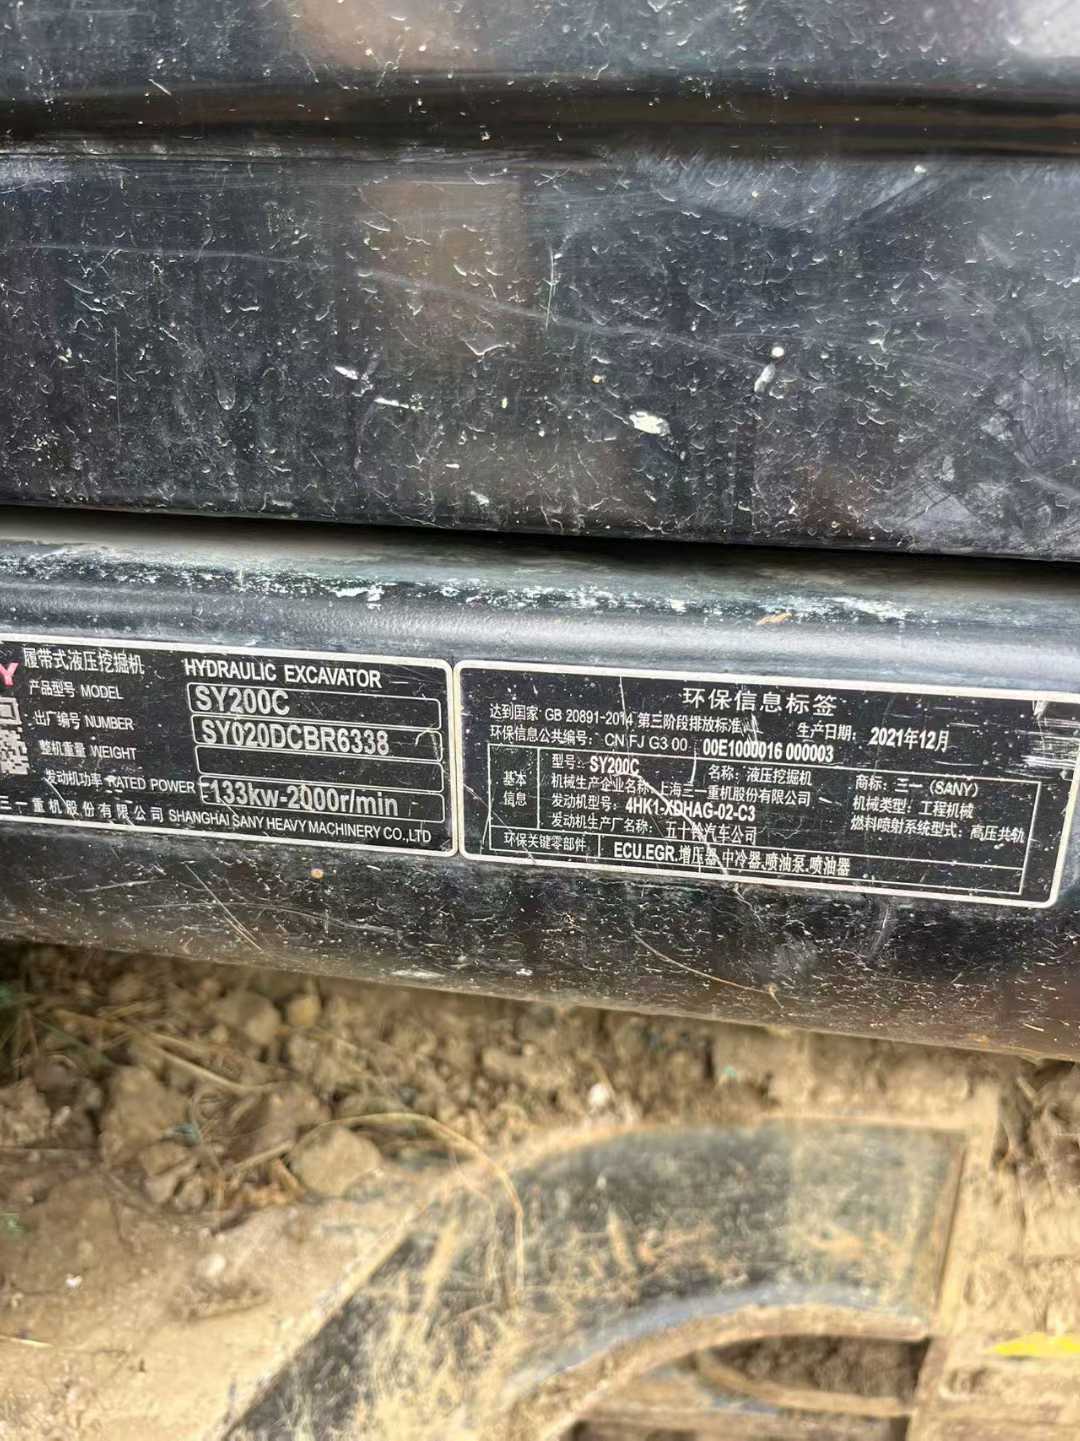 Y 履带式液压挖掘机 HYDRAULIC EXCAVATOR
产品型号 MODEL SY200C
出厂编号 NUMBER SY020DCBR6338
整机重量 WEIGHT
发动机功率 RATED POWER 133kw-2000r/min
三一重机股份有限公司 SHANGHAI SANY HEAVY MACHINERY CO.,LTD
环保信息标签
达到国家 GB 20891-2014 第三阶段排放标准 生产日期: 2021年12月
环保信息公共编号: CN FJ G3 00 00E1000016 000003
基本信息
型号: SY200C 名称: 液压挖掘机 商标: 三一 (SANY)
机械生产企业名称: 上海三一重机股份有限公司 机械类型: 工程机械
发动机型号: 4HK1-XDHAG-02-C3 燃料喷射系统型式: 高压共轨
发动机生产厂名称: 五十铃汽车公司
环保关键零部件 ECU.EGR.增压器.中冷器.喷油泵.喷油器